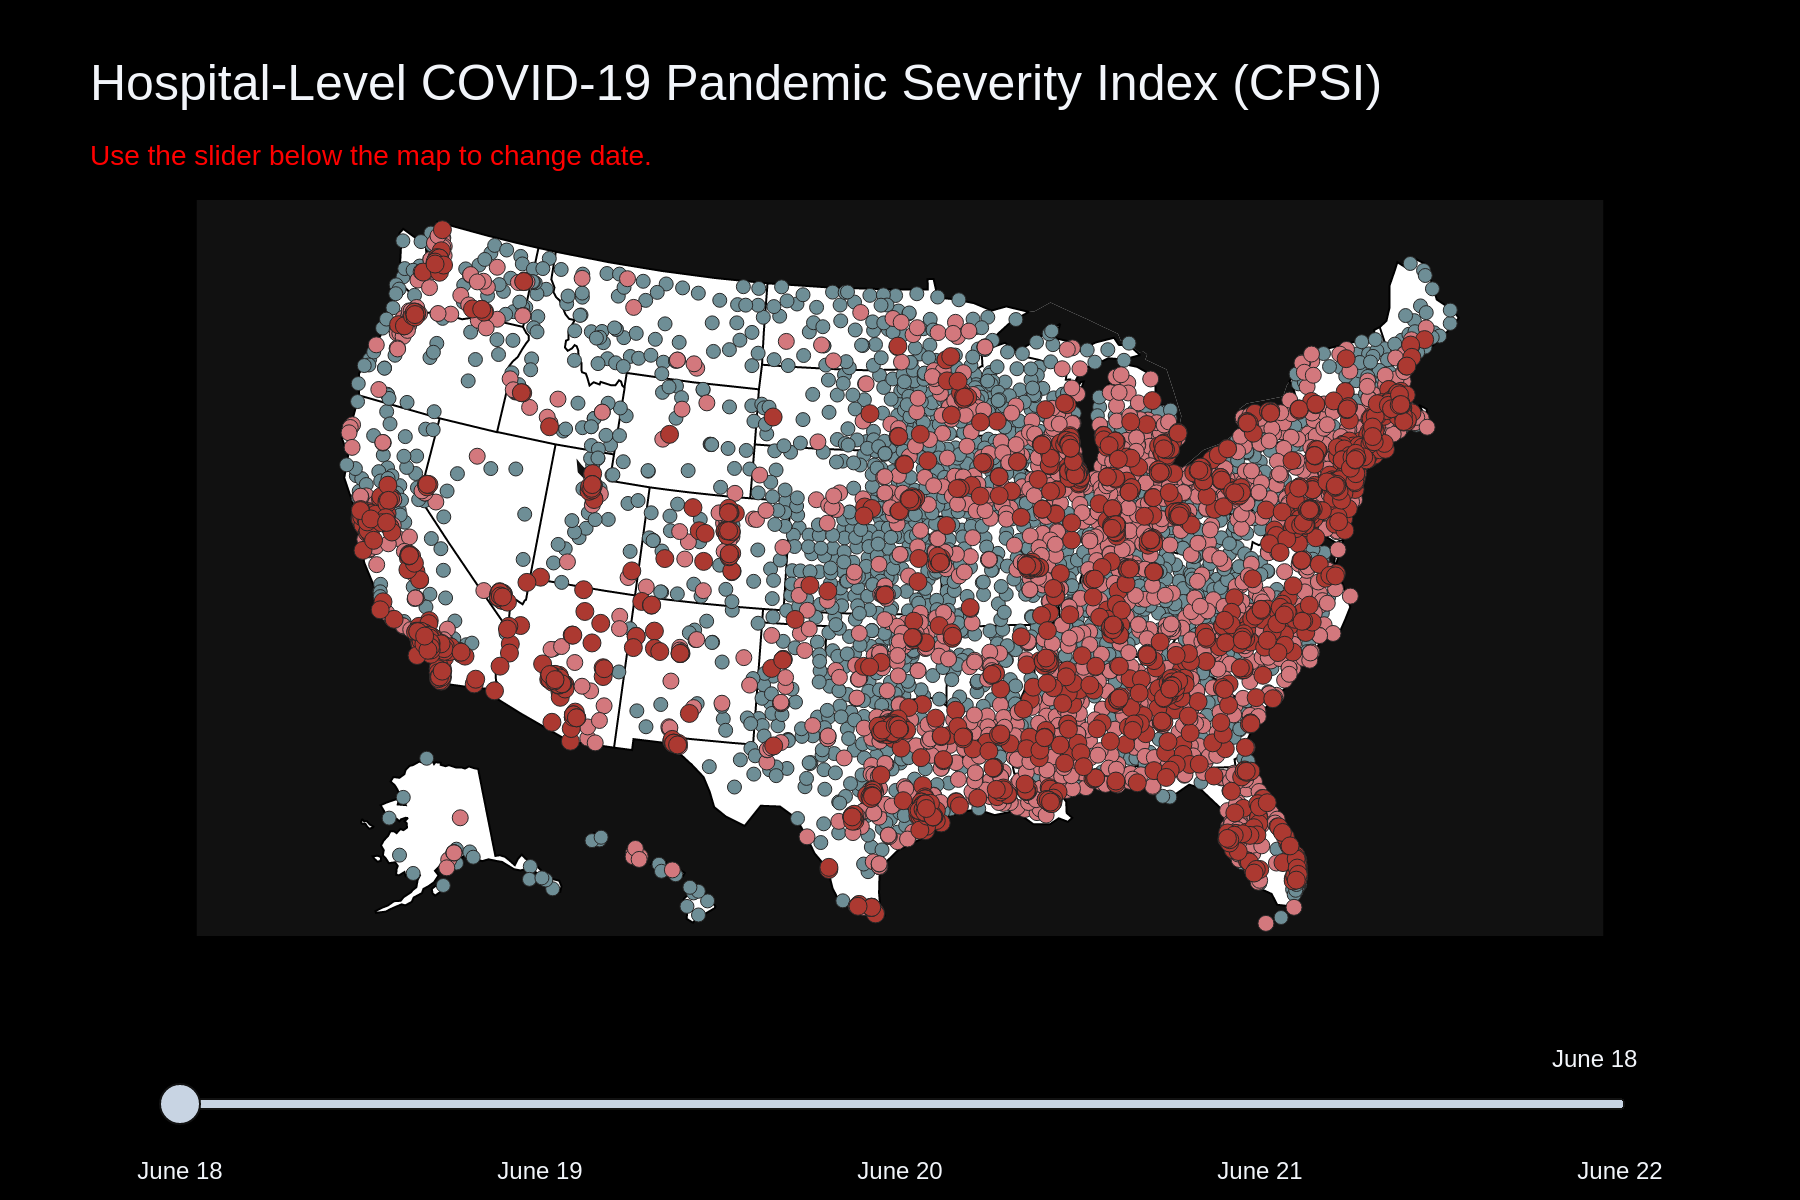 Hospital-Level COVID-19 Pandemic Severity Index (CPSI)
Use the slider below the map to change date.
June 18
June 18
June 19
June 20
June 21
June 22